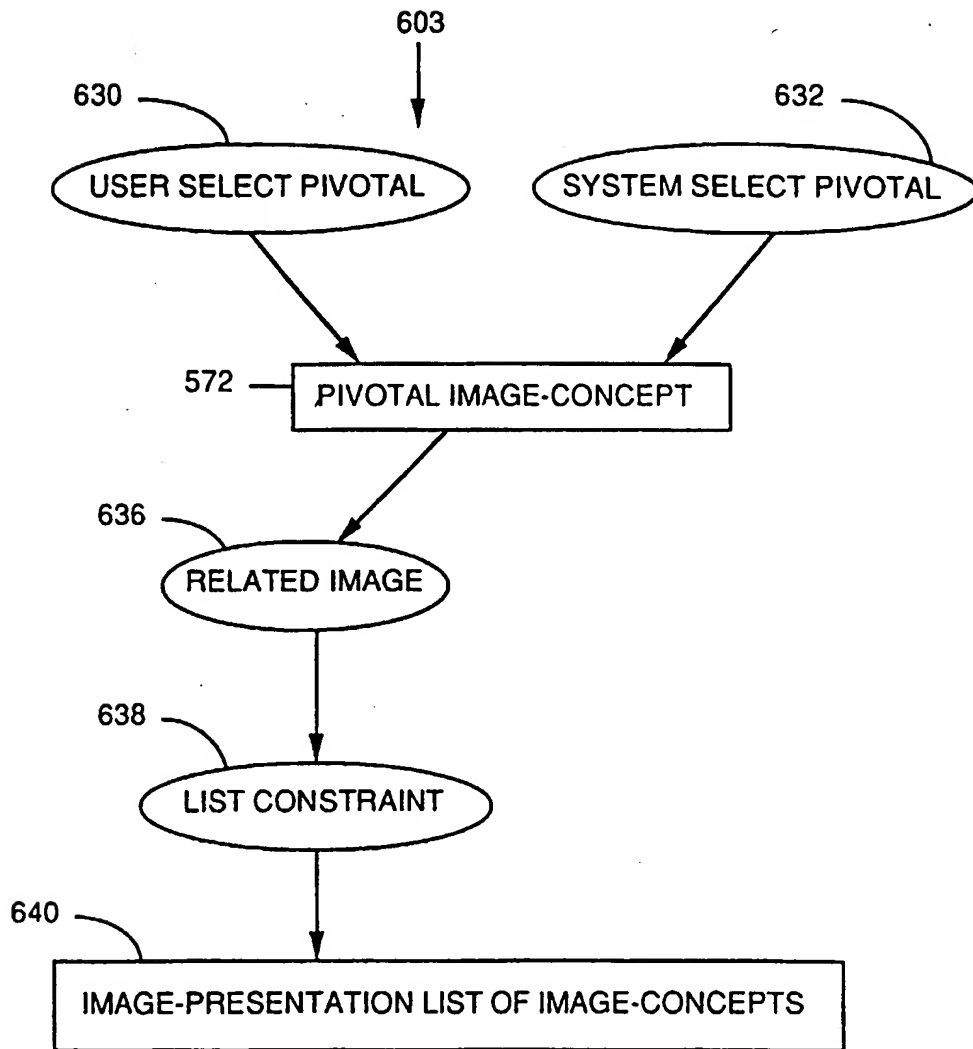 603
630
632
USER SELECT PIVOTAL
SYSTEM SELECT PIVOTAL
572
PIVOTAL IMAGE-CONCEPT
636
RELATED IMAGE
638
LIST CONSTRAINT
640
IMAGE-PRESENTATION LIST OF IMAGE-CONCEPTS